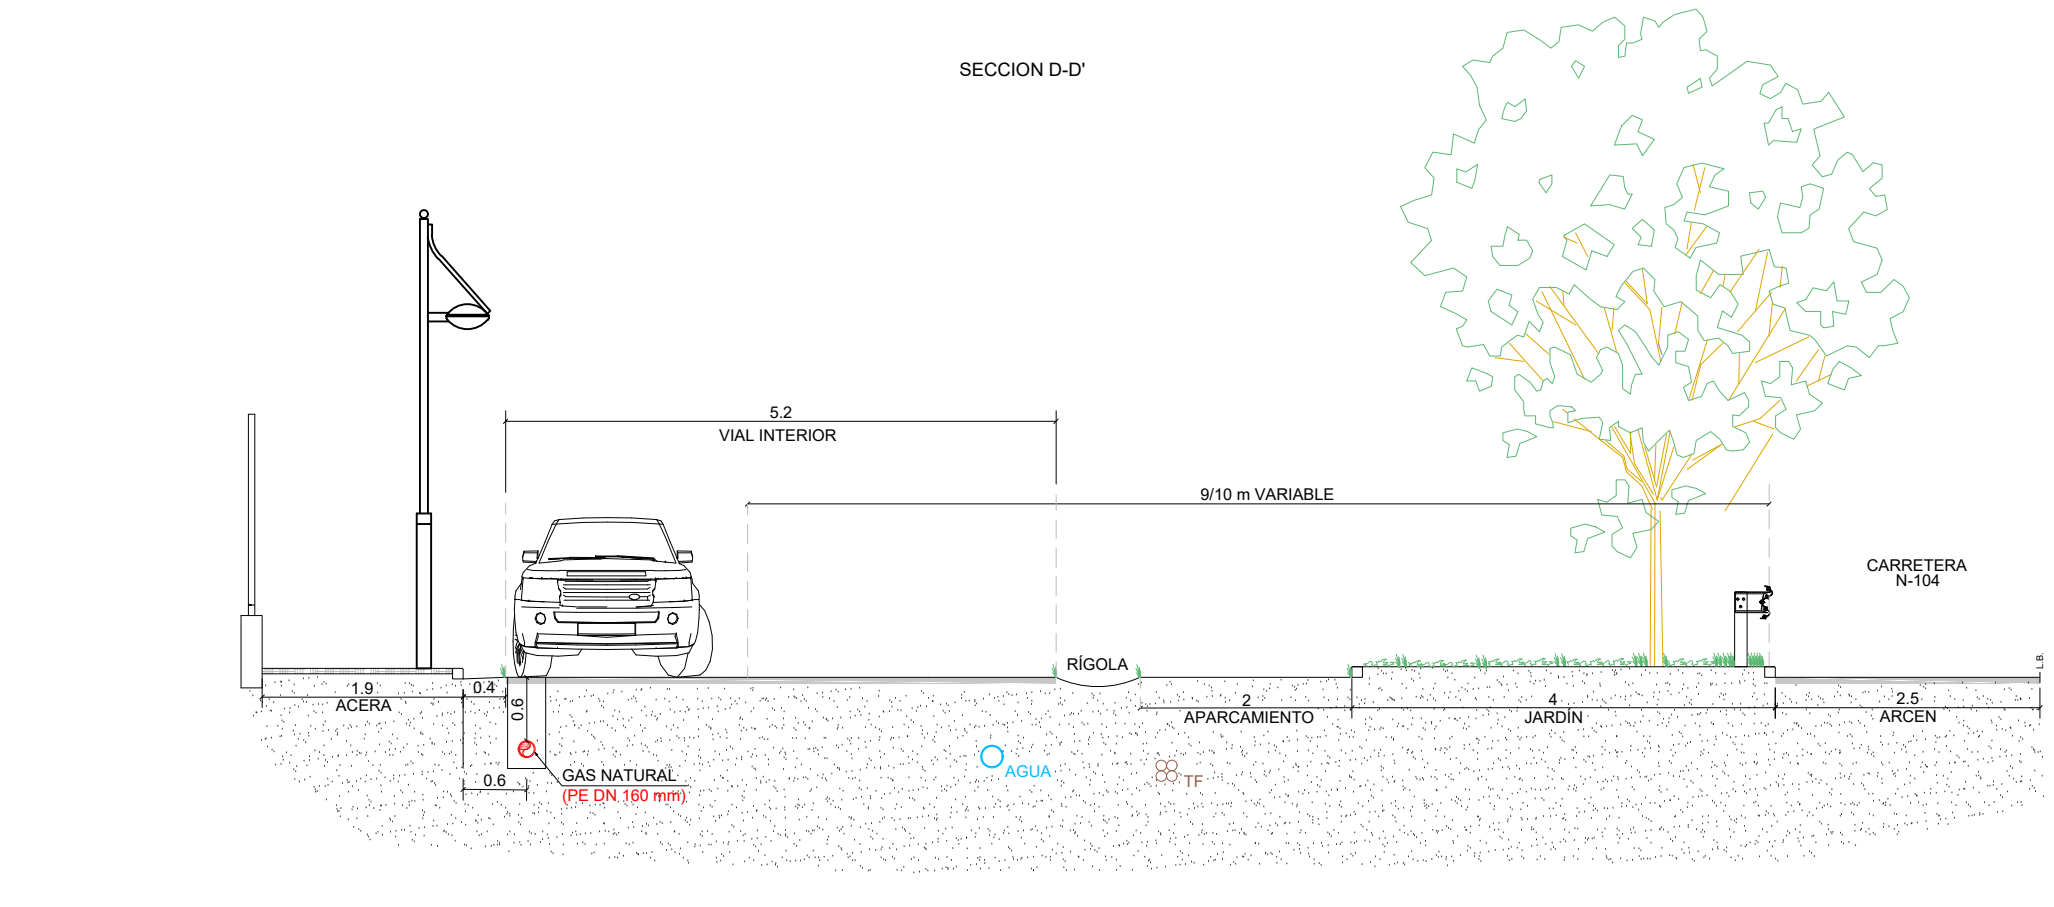 SECCION D-D'
5.2
VIAL INTERIOR
9/10 m VARIABLE
CARRETERA
N-104
RÍGOLA
L.B.
1.9
ACERA
0.4
0.6
2
APARCAMIENTO
4
JARDÍN
2.5
ARCEN
AGUA
TF
GAS NATURAL
(PE DN 160 mm)
0.6